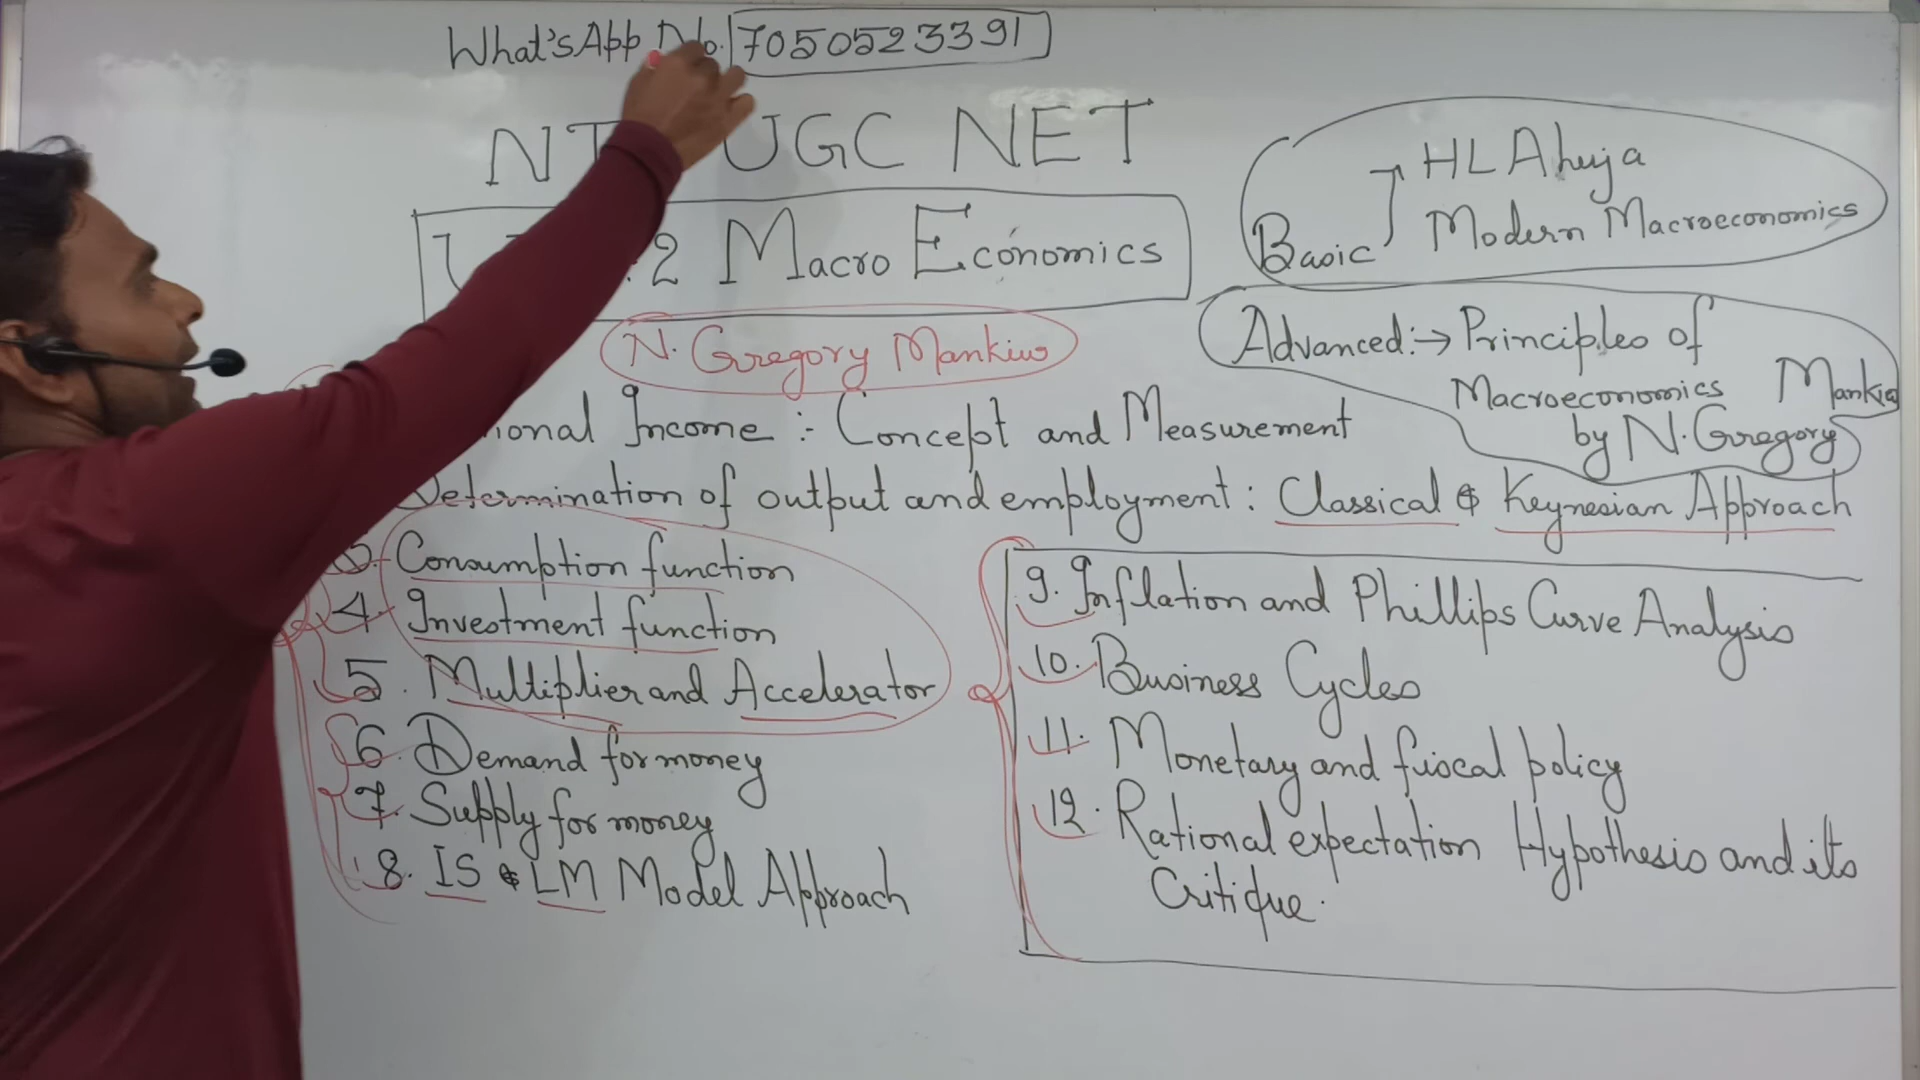 What'sApp No. 7050523391
UGC NET
2 Macro Economics
N. Gregory Mankiw
Basic HL Ahuja
Modern Macroeconomics
Advanced:→ Principles of
Macroeconomics Mankiw
by N. Gregory
Income :- Concept and Measurement
Determination of output and employment : Classical & Keynesian Approach
3. Consumption function
4. Investment function
5. Multiplier and Accelerator
6. Demand for money
7. Supply for money
8. IS & LM Model Approach
9. Inflation and Phillips Curve Analysis
10. Business Cycles
11. Monetary and fiscal policy
12. Rational expectation Hypothesis and its
Critique.